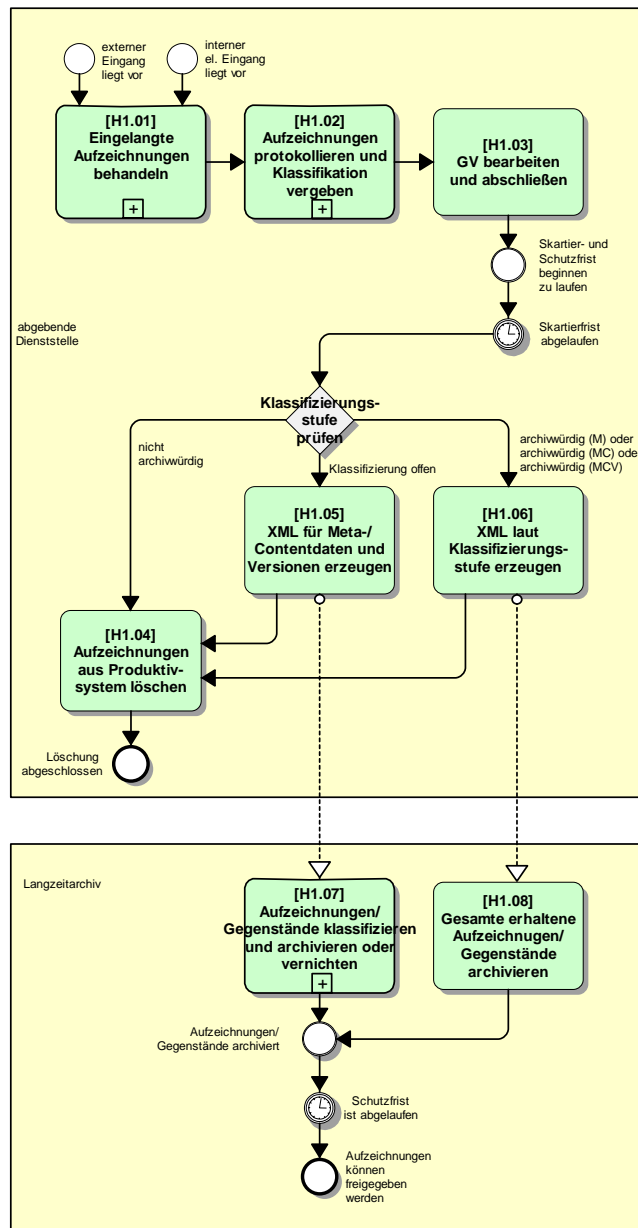 externer
Eingang
liegt vor
interner
el. Eingang
liegt vor
[H1.01]
Eingelangte
Aufzeichnungen
behandeln
[H1.02]
Aufzeichnungen
protokollieren und
Klassifikation
vergeben
[H1.03]
GV bearbeiten
und abschließen
Skartier- und
Schutzfrist
beginnen
zu laufen
abgebende
Dienststelle
Skartierfrist
abgelaufen
Klassifizierungs-
stufe
prüfen
nicht
archiwürdig
Klassifizierung offen
archiwürdig (M) oder
archiwürdig (MC) ode
archiwürdig (MCV)
[H1.05]
XML für Meta-/
Contentdaten und
Versionen erzeugen
[H1.06]
XML laut
Klassifizierungs-
stufe erzeugen
[H1.04]
Aufzeichnungen
aus Produktiv-
system löschen
Löschung
abgeschlossen
Langzeitarchiv
[H1.07]
Aufzeichnungen/
Gegenstände klassifizieren
und archivieren oder
vernichten
[H1.08]
Gesamte erhaltene
Aufzeichnugen/
Gegenstände
archivieren
Aufzeichnungen/
Gegenstände archiviert
Schutzfrist
ist abgelaufen
Aufzeichnungen
können
freigegeben
werden